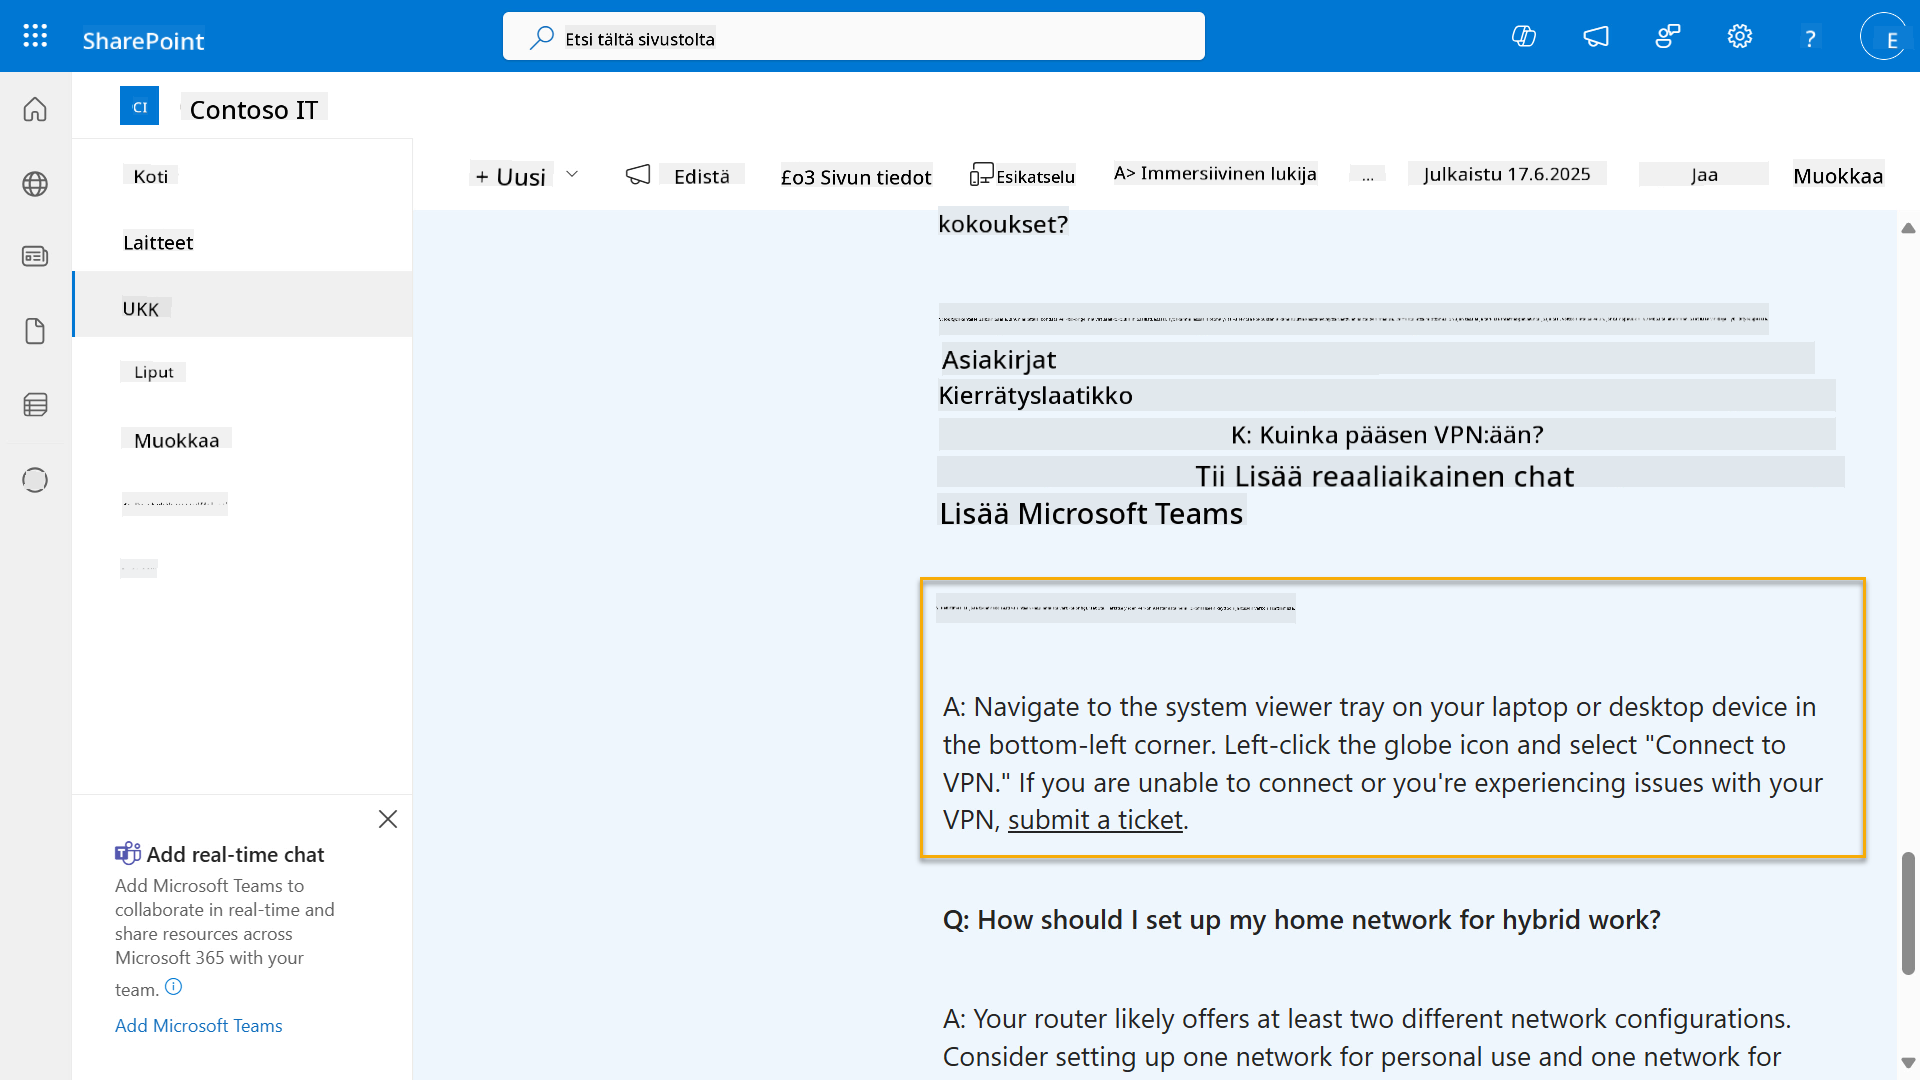 SharePoint
Etsi tältä sivustolta
?
E
CI
Contoso IT
+ Uusi
Edistä
£o3 Sivun tiedot
Esikatselu
A> Immersiivinen lukija
...
Julkaistu 17.6.2025
Jaa
Muokkaa
Koti
Laitteet
UKK
Liput
Muokkaa
kokoukset?
Asiakirjat
Kierrätyslaatikko
K: Kuinka pääsen VPN:ään?
Tii Lisää reaaliaikainen chat
Lisää Microsoft Teams
A: Navigate to the system viewer tray on your laptop or desktop device in
the bottom-left corner. Left-click the globe icon and select "Connect to
VPN." If you are unable to connect or you're experiencing issues with your
VPN, submit a ticket.
Q: How should I set up my home network for hybrid work?
A: Your router likely offers at least two different network configurations.
Consider setting up one network for personal use and one network for
Add real-time chat
Add Microsoft Teams to
collaborate in real-time and
share resources across
Microsoft 365 with your
team.
Add Microsoft Teams